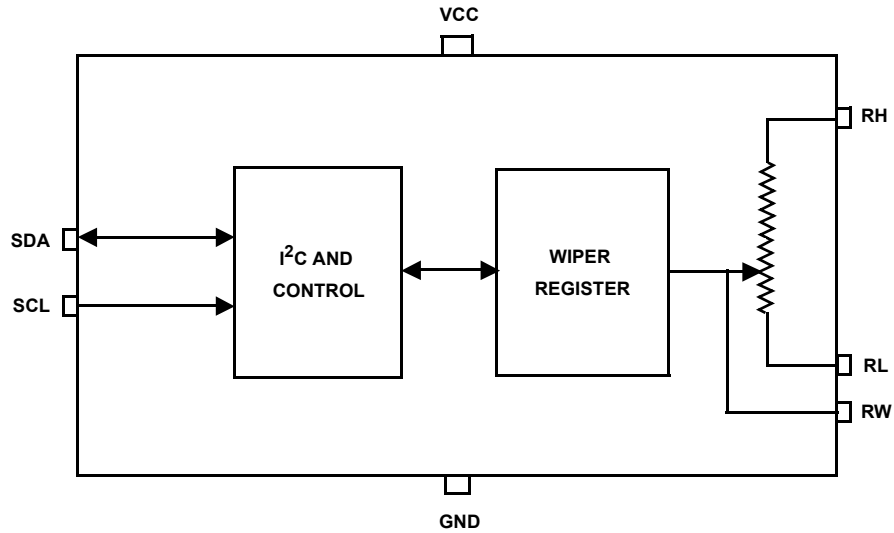 VCC
RH
SDA
I²C AND
CONTROL
WIPER
REGISTER
SCL
RL
RW
GND